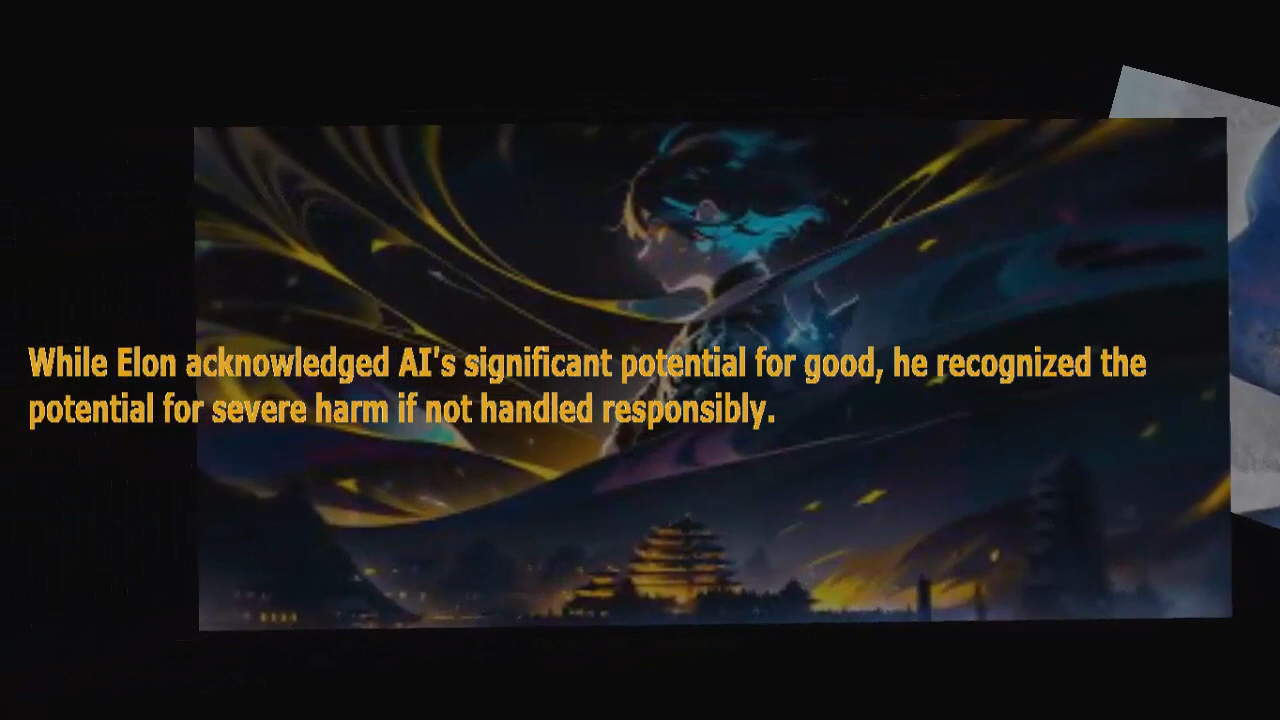 While Elon acknowledged AI's significant potential for good, he recognized the
potential for severe harm if not handled responsibly.